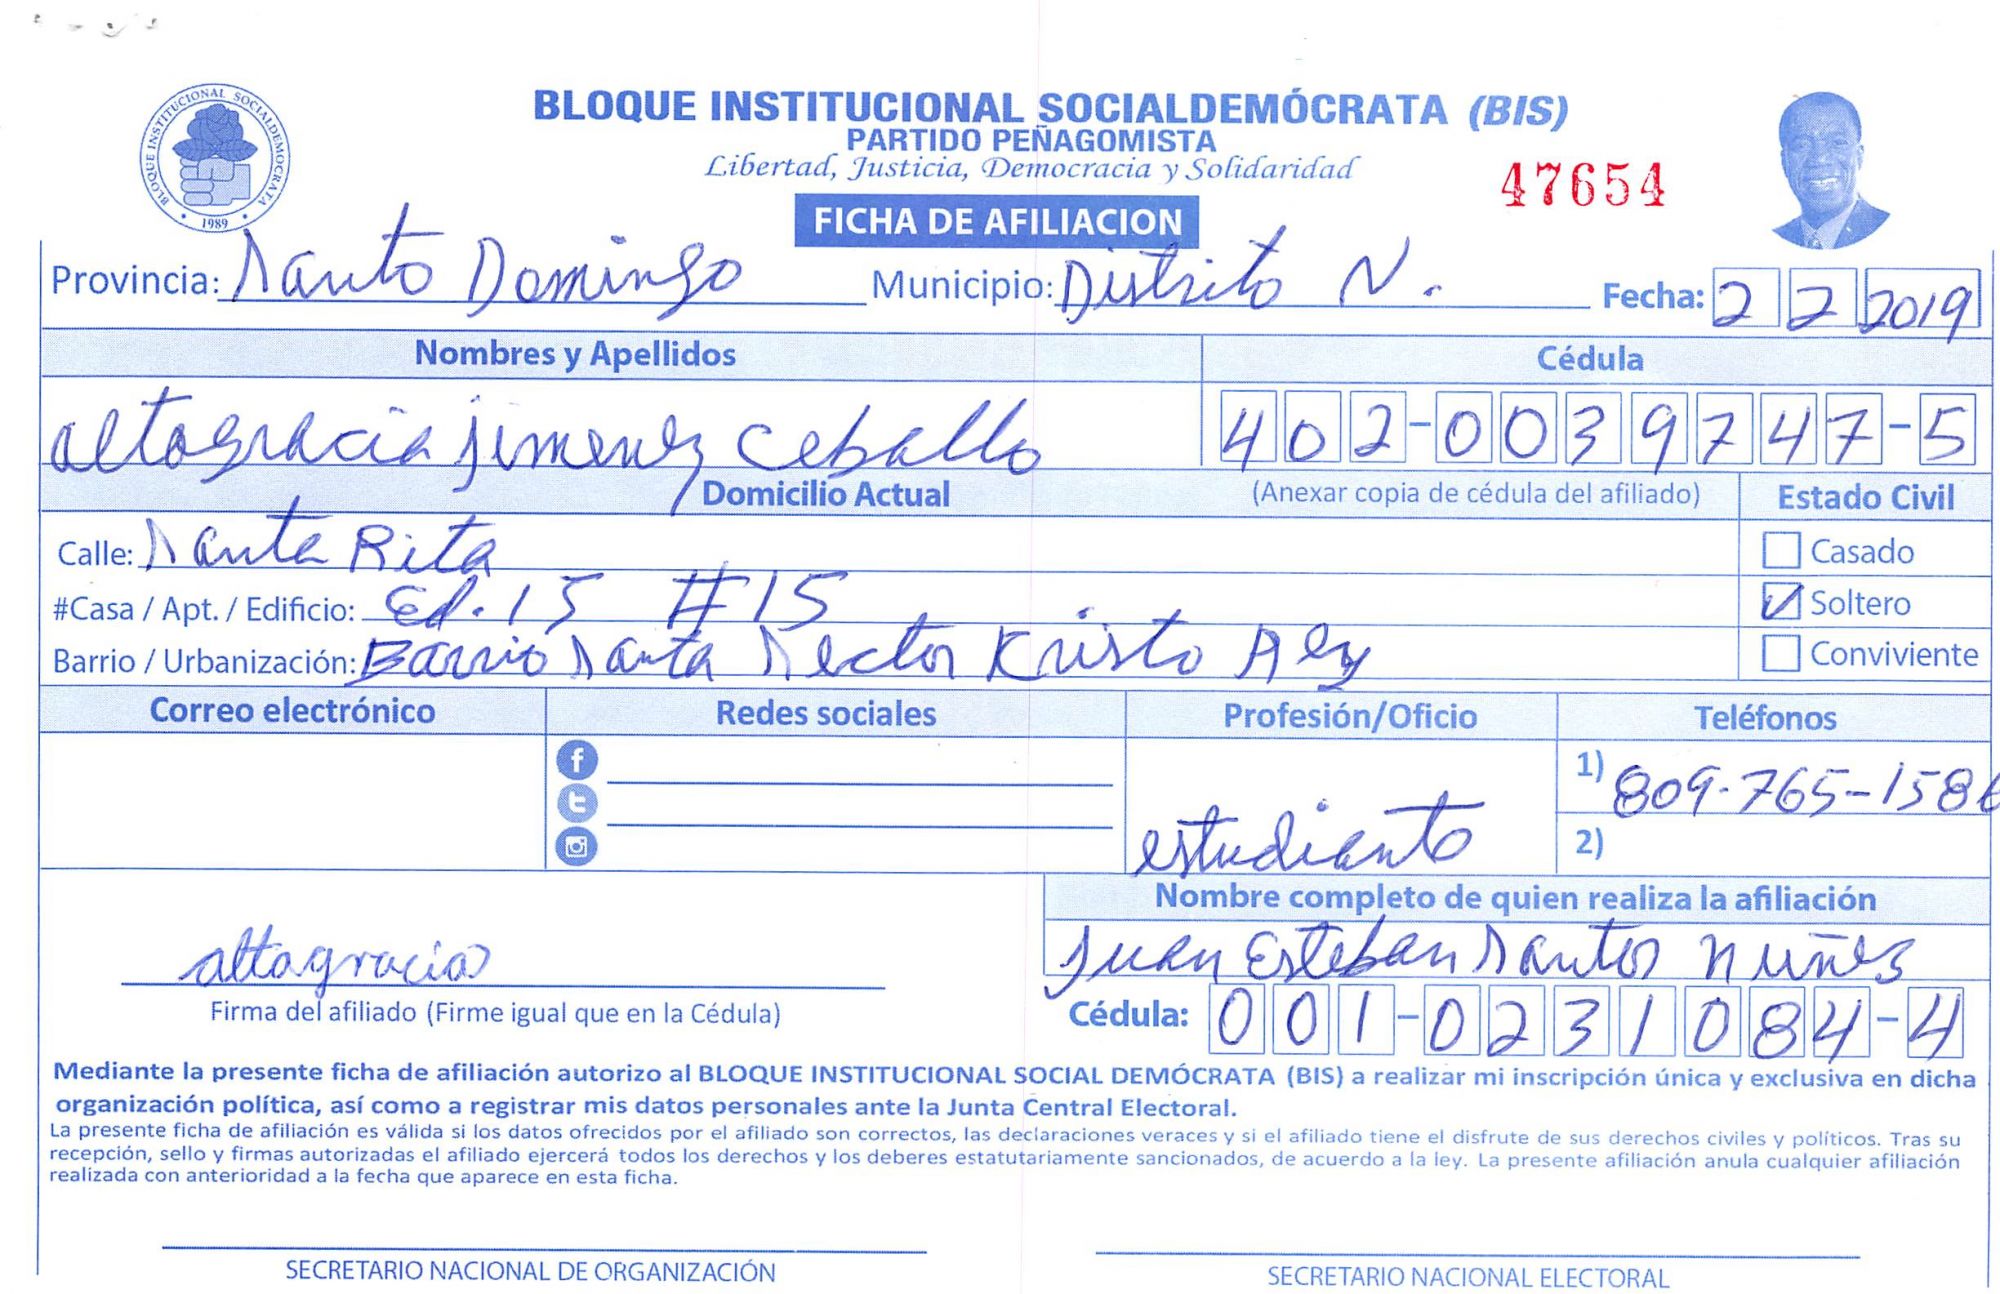 BLOQUE INSTITUCIONAL SOCIALDEMÓCRATA
1989
BLOQUE INSTITUCIONAL SOCIALDEMÓCRATA (BIS)
PARTIDO PEÑAGOMISTA
Libertad, Justicia, Democracia y Solidaridad
47654
FICHA DE AFILIACION
Provincia: Santo Domingo Municipio: Distrito N. Fecha: 2 2 2019
Nombres y Apellidos Cédula
altagracia jimenez Ceballo 402-0039747-5
Domicilio Actual (Anexar copia de cédula del afiliado) Estado Civil
Calle: Santa Rita Casado
#Casa / Apt. / Edificio: Ed. 15 #15 Soltero
Barrio / Urbanización: Barrio Santa Sector Kristo Rey Conviviente
Correo electrónico Redes sociales Profesión/Oficio Teléfonos
1) 809-765-1586
estudiante 2)
Nombre completo de quien realiza la afiliación
altagracia Juan Esteban Santos Nuñes
Firma del afiliado (Firme igual que en la Cédula) Cédula: 001-0231084-4
Mediante la presente ficha de afiliación autorizo al BLOQUE INSTITUCIONAL SOCIAL DEMÓCRATA (BIS) a realizar mi inscripción única y exclusiva en dicha
organización política, así como a registrar mis datos personales ante la Junta Central Electoral.
La presente ficha de afiliación es válida si los datos ofrecidos por el afiliado son correctos, las declaraciones veraces y si el afiliado tiene el disfrute de sus derechos civiles y políticos. Tras su
recepción, sello y firmas autorizadas el afiliado ejercerá todos los derechos y los deberes estatutariamente sancionados, de acuerdo a la ley. La presente afiliación anula cualquier afiliación
realizada con anterioridad a la fecha que aparece en esta ficha.
SECRETARIO NACIONAL DE ORGANIZACIÓN SECRETARIO NACIONAL ELECTORAL